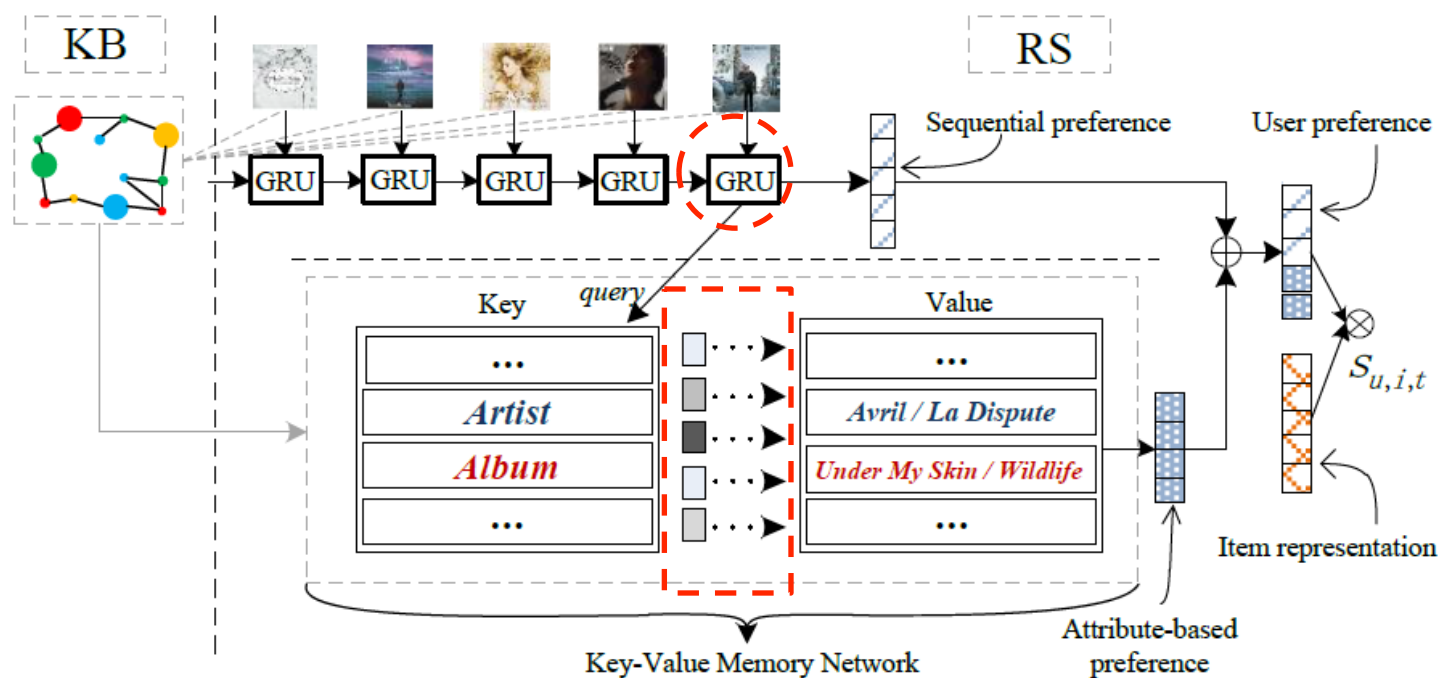 KB
RS
Sequential preference
User preference
GRU
GRU
GRU
GRU
GRU
query
Key
Value
...
...
Artist
Avril / La Dispute
Album
Under My Skin / Wildlife
...
...
S_{u,i,t}
Item representation
Attribute-based
preference
Key-Value Memory Network